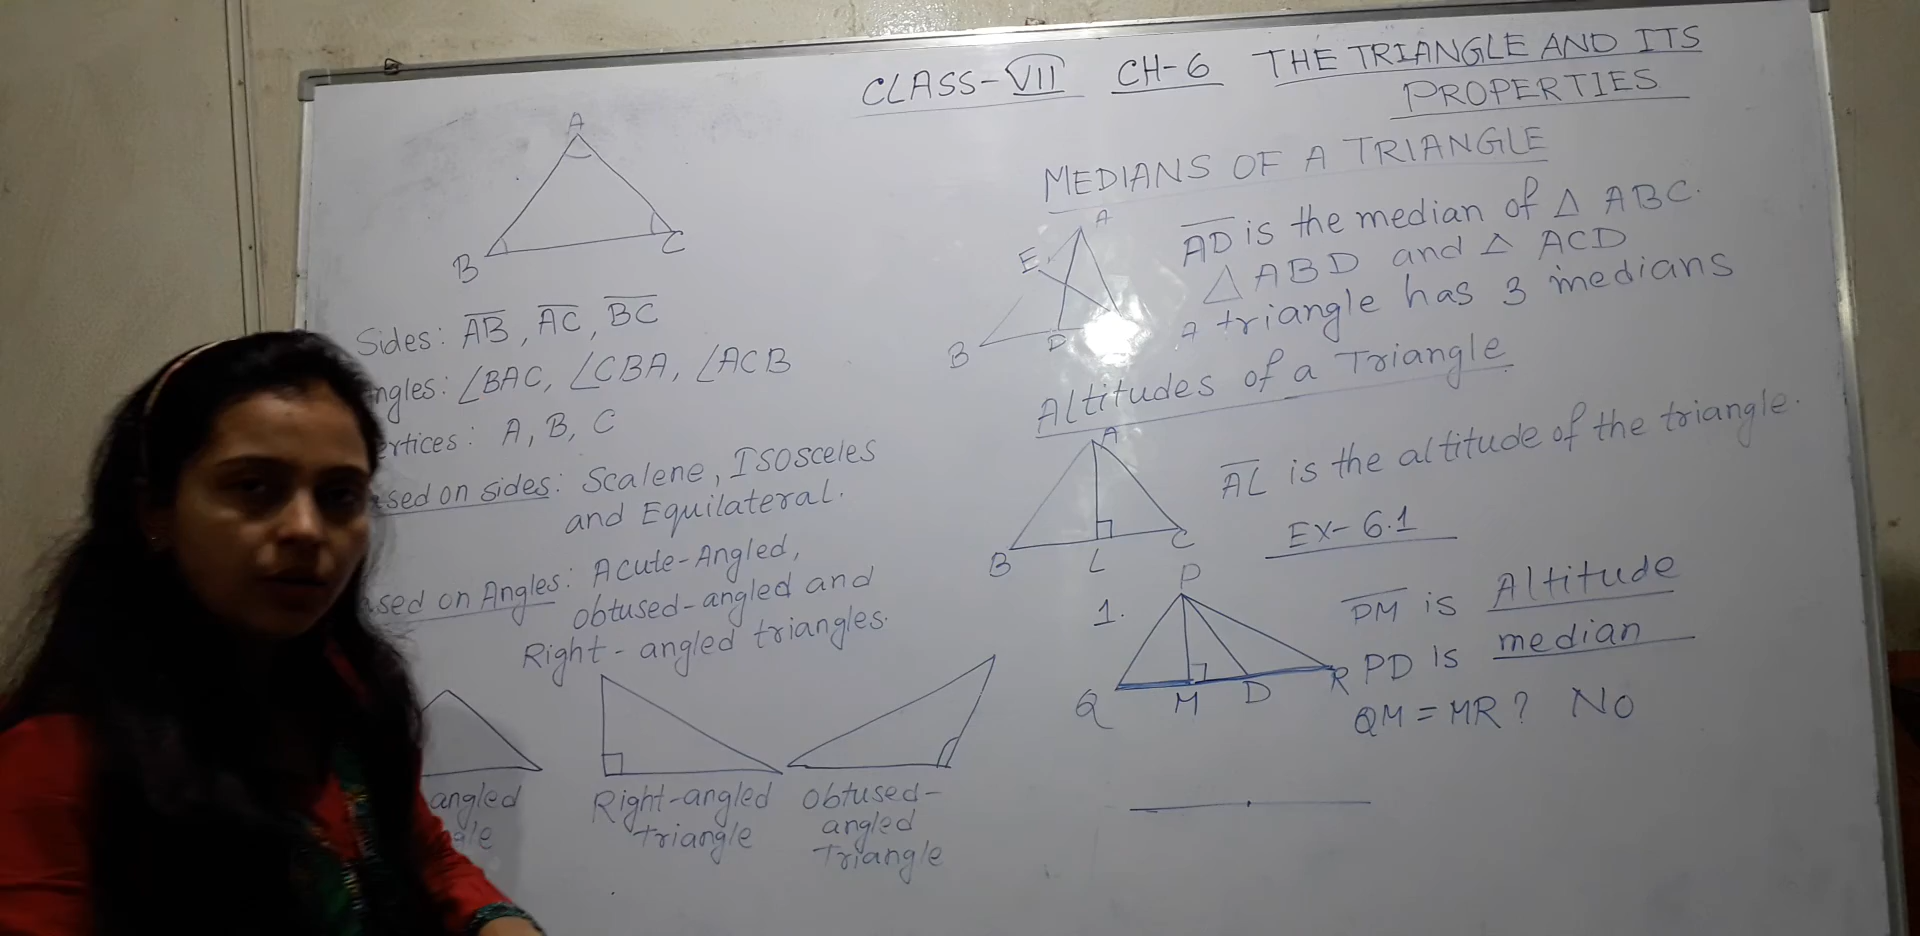 CLASS-VII CH-6 THE TRIANGLE AND ITS
PROPERTIES
A
B
C
Sides: AB, AC, BC
ngles: ∠BAC, ∠CBA, ∠ACB
ertices: A, B, C
ased on sides: Scalene, Isosceles
and Equilateral.
ased on Angles: Acute-Angled,
obtused-angled and
Right-angled triangles.
angled
gle
Right-angled
triangle
obtused-
angled
Triangle
MEDIANS OF A TRIANGLE
A
E
B
D
AD is the median of △ ABC.
△ ABD and △ ACD
A triangle has 3 medians
Altitudes of a Triangle
A
B
L
C
AL is the altitude of the triangle.
Ex-6.1
1.
P
Q
M
D
R
PM is Altitude
PD is median
QM = MR? No